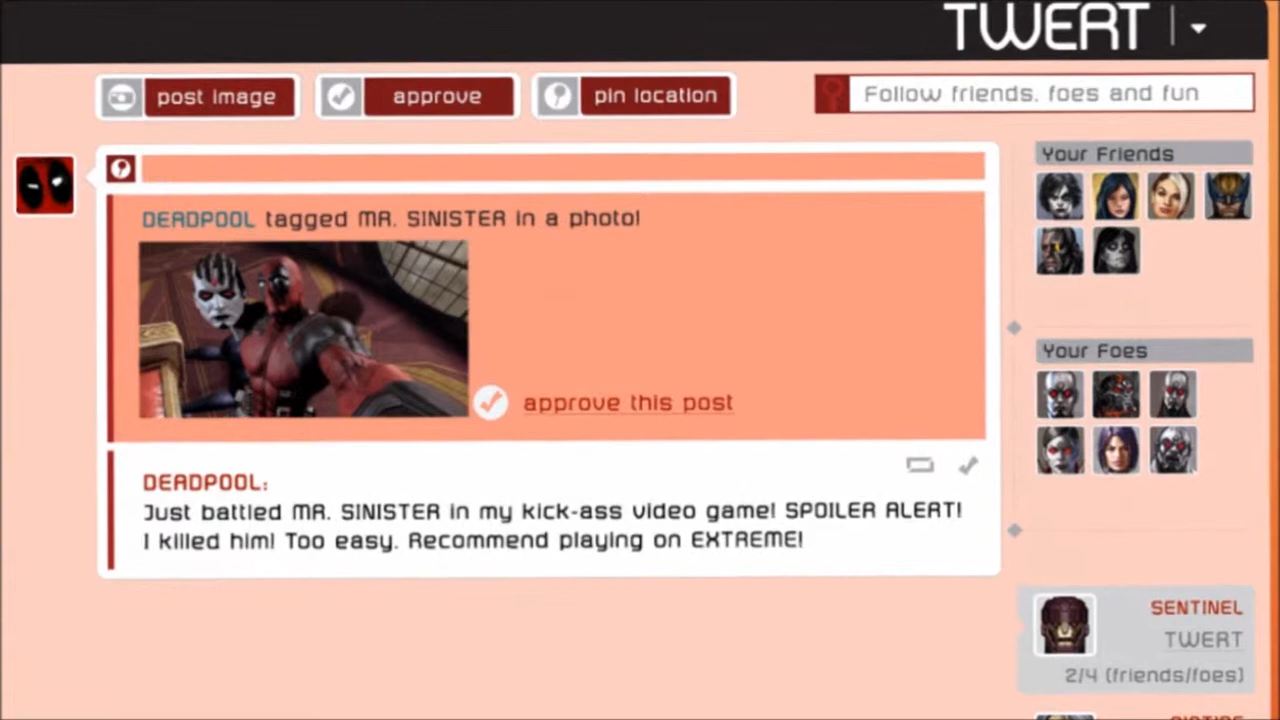 TWERT
post image
approve
pin location
Follow friends, foes and fun
DEADPOOL tagged MR. SINISTER in a photo!
approve this post
DEADPOOL:
Just battled MR. SINISTER in my kick-ass video game! SPOILER ALERT!
I killed him! Too easy. Recommend playing on EXTREME!
Your Friends
Your Foes
SENTINEL
TWERT
2/4 (friends/foes)